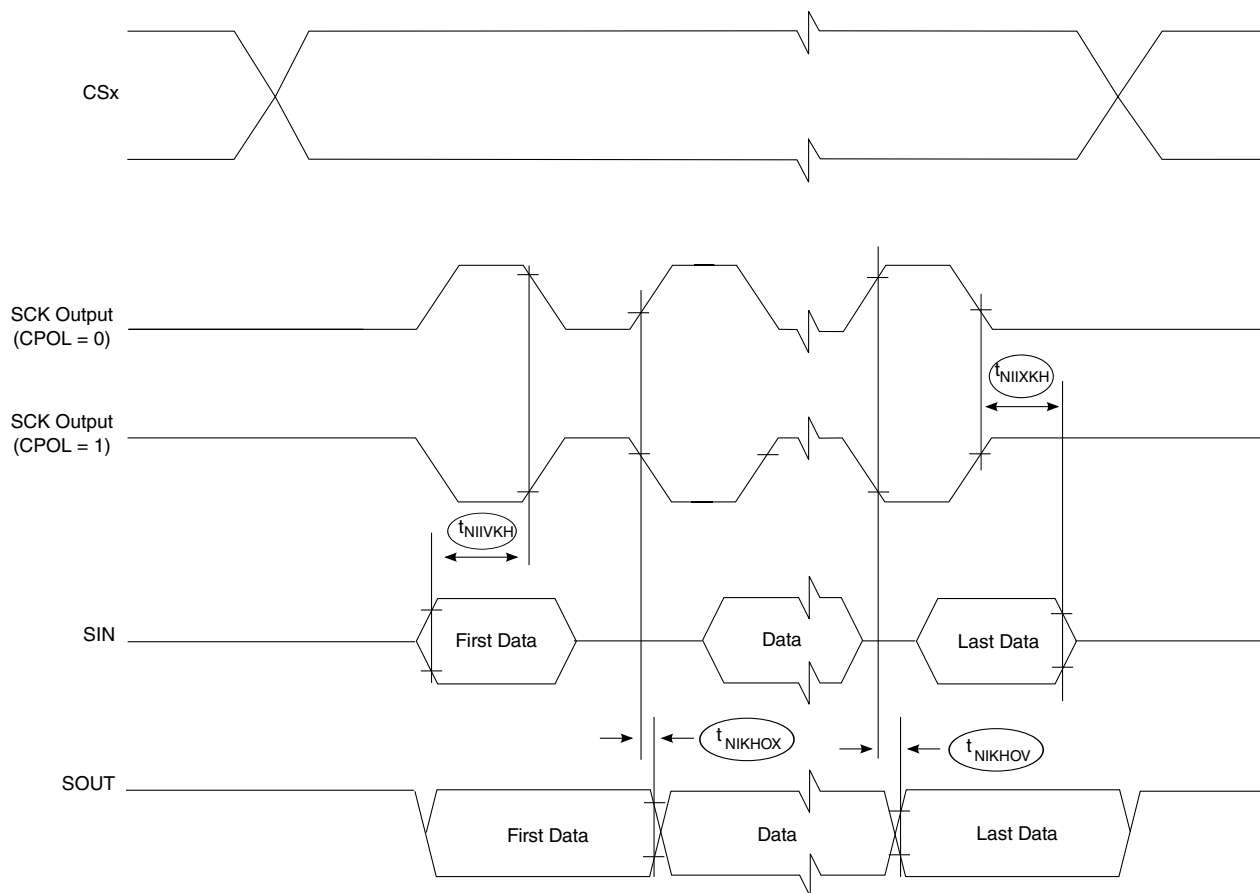 CSx
SCK Output
(CPOL = 0)
tNIIXKH
SCK Output
(CPOL = 1)
tNIIVKH
SIN
First Data
Data
Last Data
tNIKHOX
tNIKHOV
SOUT
First Data
Data
Last Data